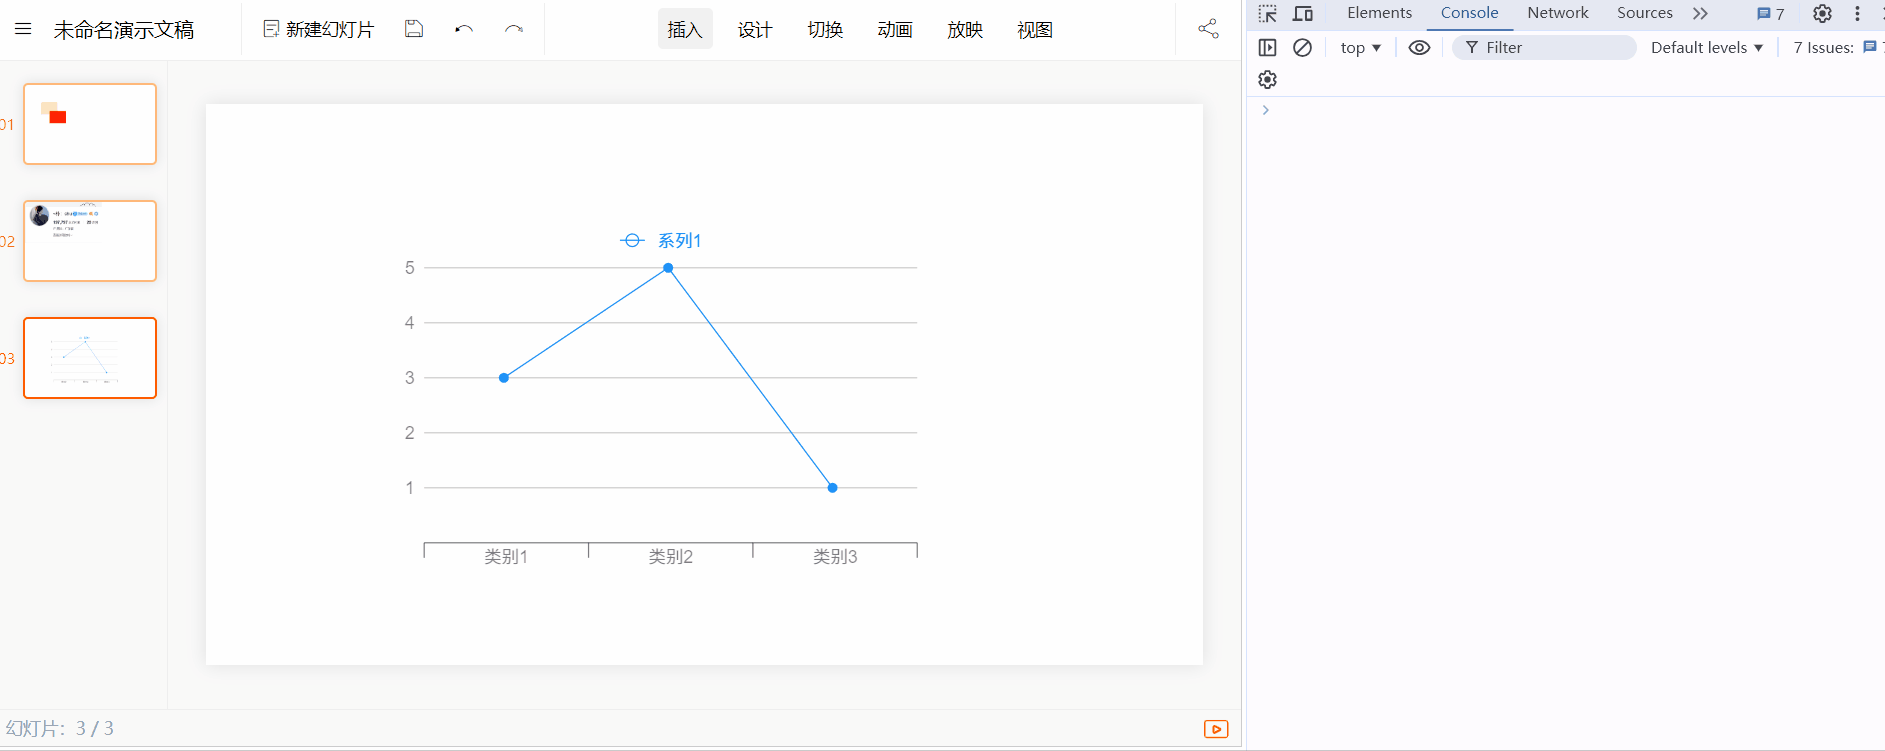 未命名演示文稿
新建幻灯片
插入 设计 切换 动画 放映 视图
01
02
03
系列1
5
4
3
2
1
类别1 类别2 类别3
幻灯片：3 / 3
Elements Console Network Sources 7
top Filter Default levels 7 Issues: 7